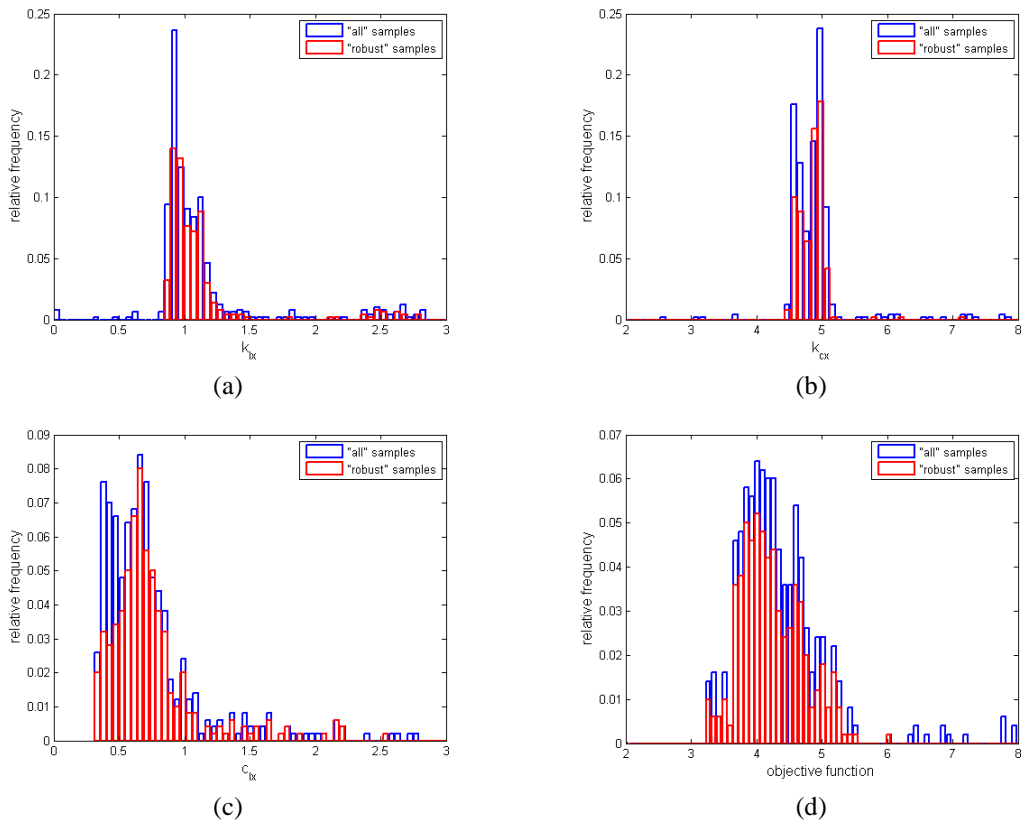 0.25
0.2
0.15
0.1
0.05
0
relative frequency
0 0.5 1 1.5 2 2.5 3
k_lx
"all" samples
"robust" samples
(a)
0.25
0.2
0.15
0.1
0.05
0
relative frequency
2 3 4 5 6 7 8
k_cx
"all" samples
"robust" samples
(b)
0.09
0.08
0.07
0.06
0.05
0.04
0.03
0.02
0.01
0
relative frequency
0 0.5 1 1.5 2 2.5 3
c_lx
"all" samples
"robust" samples
(c)
0.07
0.06
0.05
0.04
0.03
0.02
0.01
0
relative frequency
2 3 4 5 6 7 8
objective function
"all" samples
"robust" samples
(d)